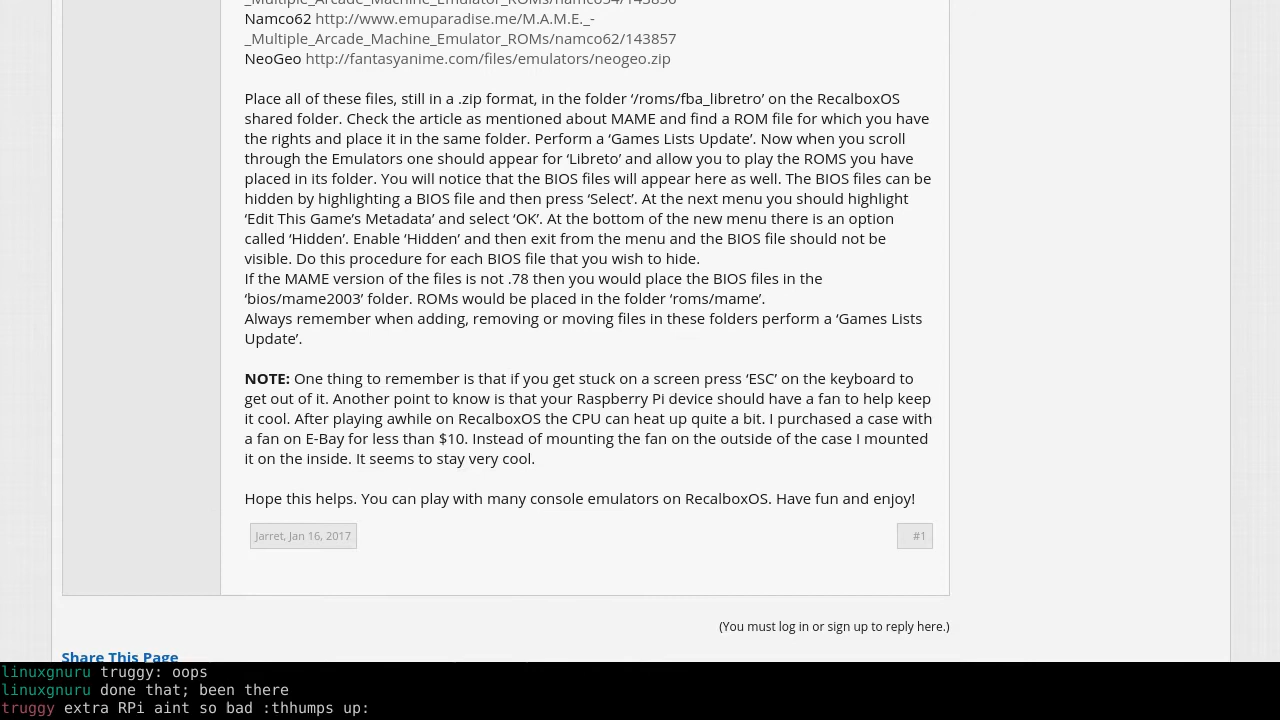 _Multiple_Arcade_Machine_Emulator_ROMs/namco54/143856
Namco62 http://www.emuparadise.me/M.A.M.E._-
_Multiple_Arcade_Machine_Emulator_ROMs/namco62/143857
NeoGeo http://fantasyanime.com/files/emulators/neogeo.zip
Place all of these files, still in a .zip format, in the folder ‘/roms/fba_libretro’ on the RecalboxOS
shared folder. Check the article as mentioned about MAME and find a ROM file for which you have
the rights and place it in the same folder. Perform a ‘Games Lists Update’. Now when you scroll
through the Emulators one should appear for ‘Libreto’ and allow you to play the ROMS you have
placed in its folder. You will notice that the BIOS files will appear here as well. The BIOS files can be
hidden by highlighting a BIOS file and then press ‘Select’. At the next menu you should highlight
‘Edit This Game’s Metadata’ and select ‘OK’. At the bottom of the new menu there is an option
called ‘Hidden’. Enable ‘Hidden’ and then exit from the menu and the BIOS file should not be
visible. Do this procedure for each BIOS file that you wish to hide.
If the MAME version of the files is not .78 then you would place the BIOS files in the
‘bios/mame2003’ folder. ROMs would be placed in the folder ‘roms/mame’.
Always remember when adding, removing or moving files in these folders perform a ‘Games Lists
Update’.
NOTE: One thing to remember is that if you get stuck on a screen press ‘ESC’ on the keyboard to
get out of it. Another point to know is that your Raspberry Pi device should have a fan to help keep
it cool. After playing awhile on RecalboxOS the CPU can heat up quite a bit. I purchased a case with
a fan on E-Bay for less than $10. Instead of mounting the fan on the outside of the case I mounted
it on the inside. It seems to stay very cool.
Hope this helps. You can play with many console emulators on RecalboxOS. Have fun and enjoy!
Jarret, Jan 16, 2017
#1
(You must log in or sign up to reply here.)
Share This Page
linuxgnuru truggy: oops
linuxgnuru done that; been there
truggy extra RPi aint so bad :thhumps up: